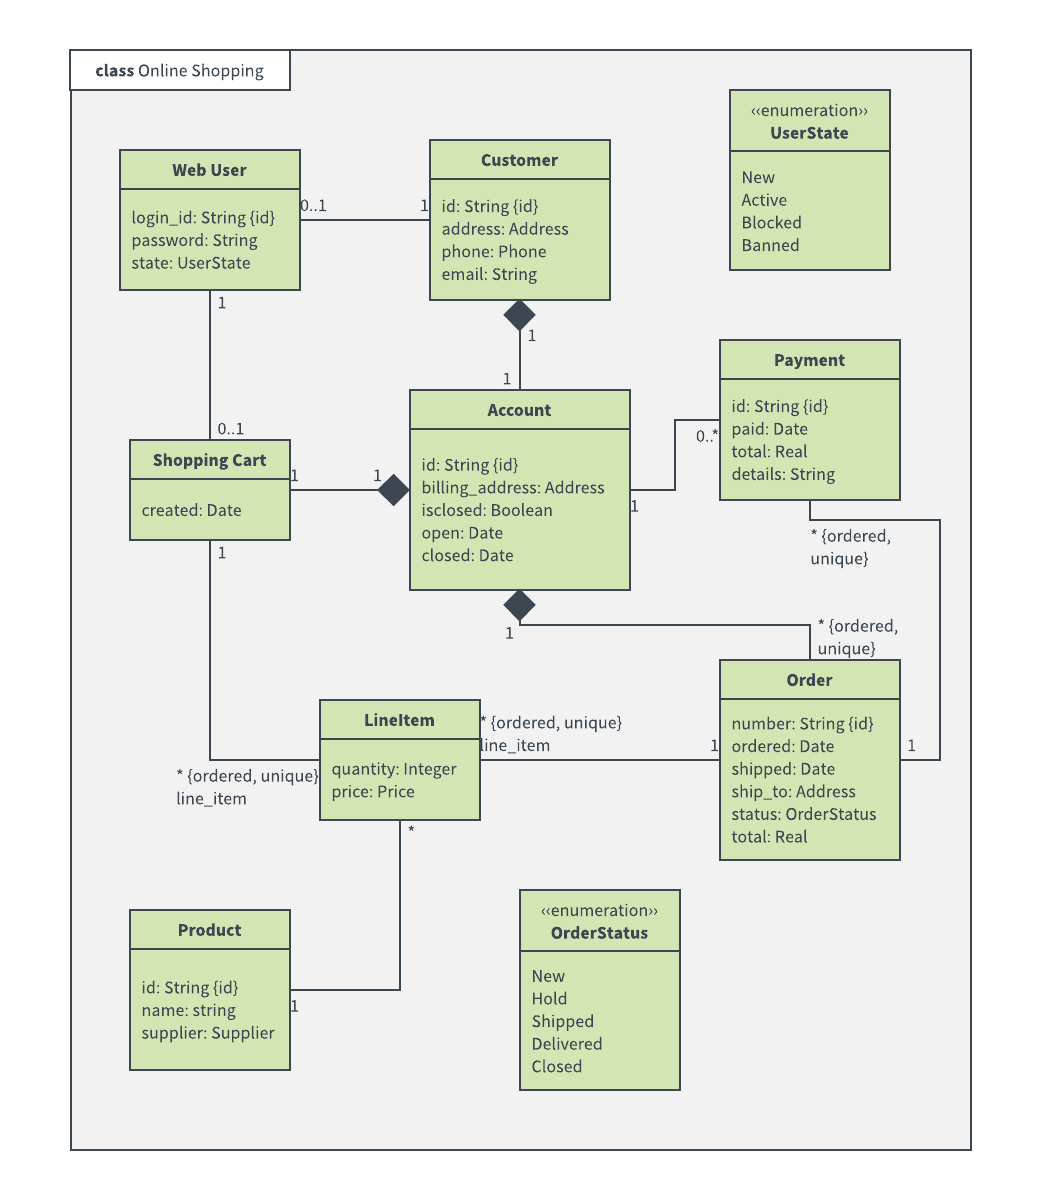 class Online Shopping
‹‹enumeration››
UserState
New
Active
Blocked
Banned
Web User
login_id: String {id}
password: String
state: UserState
0..1
1
Customer
id: String {id}
address: Address
phone: Phone
email: String
1
1
1
0..1
Payment
id: String {id}
paid: Date
total: Real
details: String
Account
id: String {id}
billing_address: Address
isclosed: Boolean
open: Date
closed: Date
0..*
1
Shopping Cart
created: Date
1
1
1
* {ordered,
unique}
1
* {ordered,
unique}
Order
number: String {id}
ordered: Date
shipped: Date
ship_to: Address
status: OrderStatus
total: Real
1
1
LineItem
quantity: Integer
price: Price
* {ordered, unique}
line_item
* {ordered, unique}
line_item
*
Product
id: String {id}
name: string
supplier: Supplier
1
‹‹enumeration››
OrderStatus
New
Hold
Shipped
Delivered
Closed